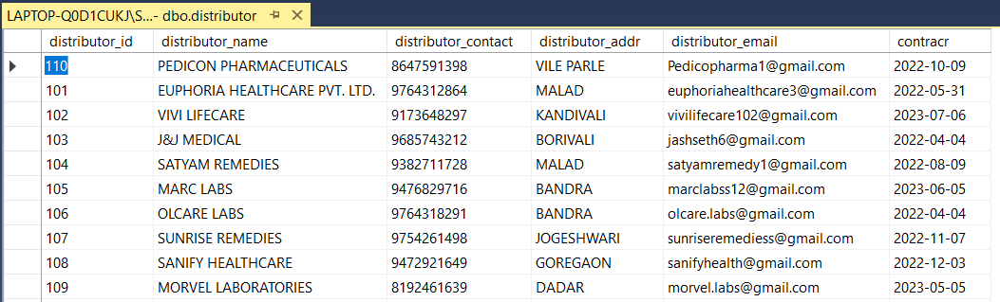 LAPTOP-Q0D1CUKJ\S...- dbo.distributor
distributor_id distributor_name distributor_contact distributor_addr distributor_email contracr
110 PEDICON PHARMACEUTICALS 8647591398 VILE PARLE Pedicopharma1@gmail.com 2022-10-09
101 EUPHORIA HEALTHCARE PVT. LTD. 9764312864 MALAD euphoriahealthcare3@gmail.com 2022-05-31
102 VIVI LIFECARE 9173648297 KANDIVALI vivilifecare102@gmail.com 2023-07-06
103 J&J MEDICAL 9685743212 BORIVALI jashseth6@gmail.com 2022-04-04
104 SATYAM REMEDIES 9382711728 MALAD satyamremedy1@gmail.com 2022-08-09
105 MARC LABS 9476829716 BANDRA marclabss12@gmail.com 2023-06-05
106 OLCARE LABS 9764318291 BANDRA olcare.labs@gmail.com 2022-04-04
107 SUNRISE REMEDIES 9754261498 JOGESHWARI sunriseremediess@gmail.com 2022-11-07
108 SANIFY HEALTHCARE 9472921649 GOREGAON sanifyhealth@gmail.com 2022-12-03
109 MORVEL LABORATORIES 8192461639 DADAR morvel.labs@gmail.com 2023-05-05